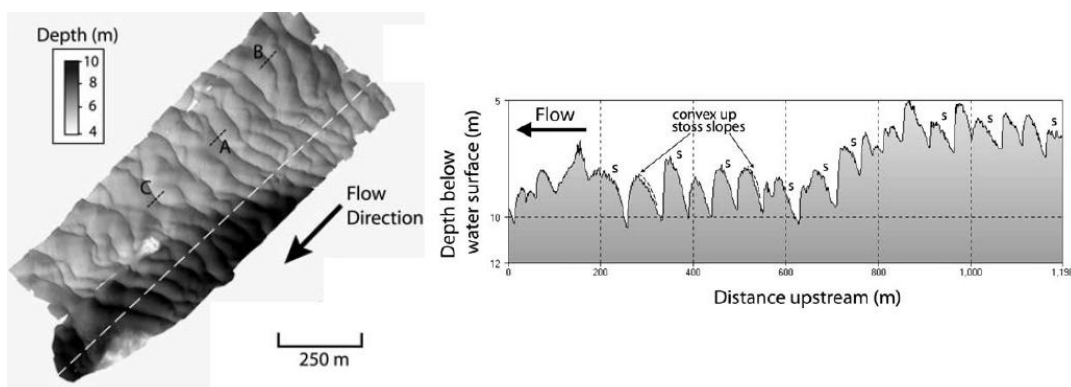 Depth (m)
10
8
6
4
B
A
C
Flow
Direction
250 m
Flow
convex up
stoss slopes
s
s
s
s
s
s
s
s
s
Depth below
water surface (m)
5
10
12
0
200
400
600
800
1,000
1,198
Distance upstream (m)